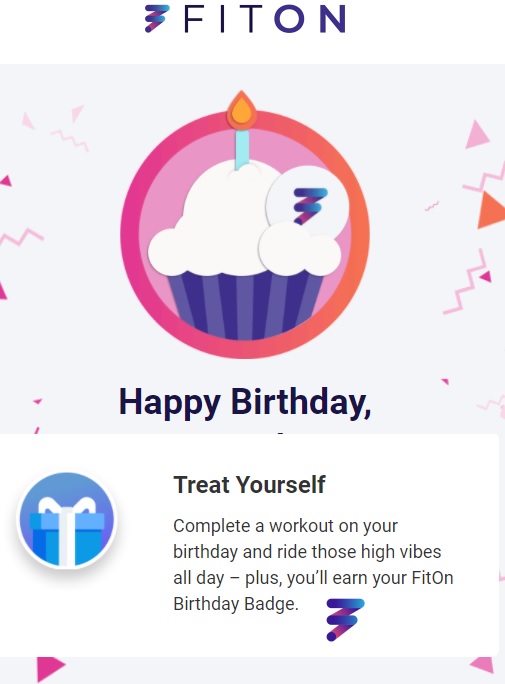 FITON
Happy Birthday,
Treat Yourself
Complete a workout on your
birthday and ride those high vibes
all day – plus, you’ll earn your FitOn
Birthday Badge.